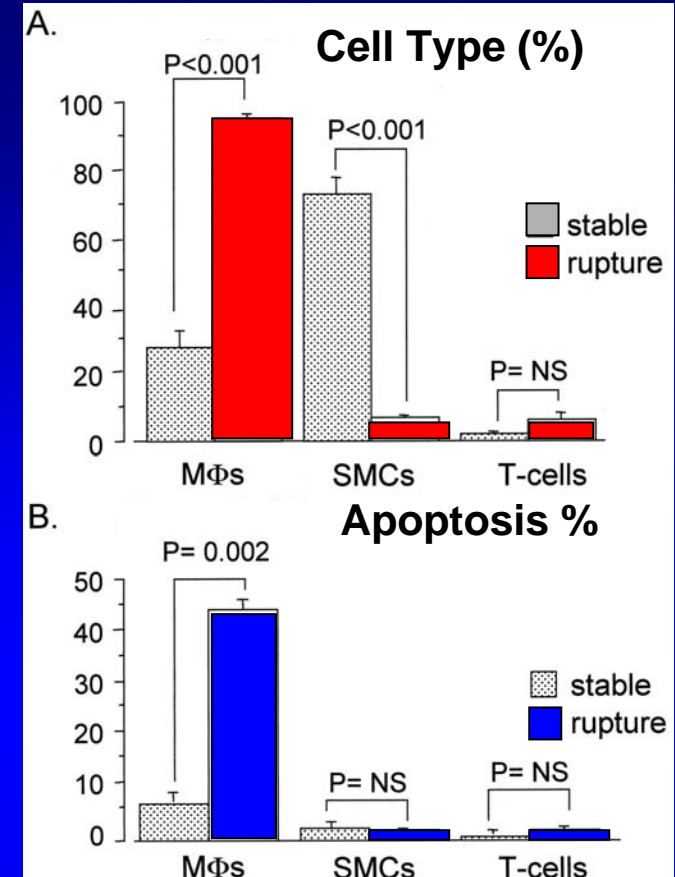 A.
Cell Type (%)
P<0.001
100
P<0.001
80
stable
60
rupture
40
P= NS
20
0
MΦs SMCs T-cells
B.
Apoptosis %
P= 0.002
50
40
30
stable
rupture
20
P= NS P= NS
10
0
MΦs SMCs T-cells